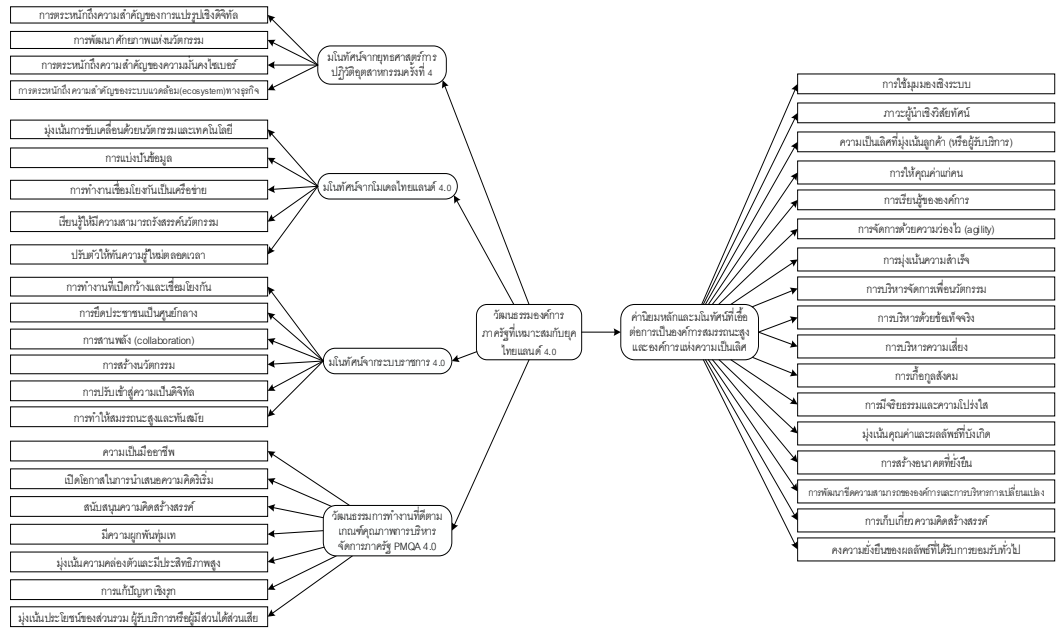 การตระหนักถึงความสำคัญของการแปรรูปเชิงดิจิทัล
การพัฒนาศักยภาพแห่งนวัตกรรม
การตระหนักถึงความสำคัญของความมั่นคงไซเบอร์
การตระหนักถึงความสำคัญของระบบแวดล้อม(ecosystem)ทางธุรกิจ
มโนทัศน์จากยุทธศาสตร์การ
ปฏิวัติอุตสาหกรรมครั้งที่ 4
มุ่งเน้นการขับเคลื่อนด้วยนวัตกรรมและเทคโนโลยี
การแบ่งปันข้อมูล
การทำงานเชื่อมโยงกันเป็นเครือข่าย
เรียนรู้ให้มีความสามารถรังสรรค์นวัตกรรม
ปรับตัวให้ทันความรู้ใหม่ตลอดเวลา
มโนทัศน์จากโมเดลไทยแลนด์ 4.0
การทำงานที่เปิดกว้างและเชื่อมโยงกัน
การยึดประชาชนเป็นศูนย์กลาง
การสานพลัง (collaboration)
การสร้างนวัตกรรม
การปรับเข้าสู่ความเป็นดิจิทัล
การทำให้สมรรถนะสูงและทันสมัย
มโนทัศน์จากระบบราชการ 4.0
ความเป็นมืออาชีพ
เปิดโอกาสในการนำเสนอความคิดริเริ่ม
สนับสนุนความคิดสร้างสรรค์
มีความผูกพันทุ่มเท
มุ่งเน้นความคล่องตัวและมีประสิทธิภาพสูง
การแก้ปัญหาเชิงรุก
มุ่งเน้นประโยชน์ของส่วนรวม ผู้รับบริการหรือผู้มีส่วนได้ส่วนเสีย
วัฒนธรรมการทำงานที่ดีตาม
เกณฑ์คุณภาพการบริหาร
จัดการภาครัฐ PMQA 4.0
วัฒนธรรมองค์การ
ภาครัฐที่เหมาะสมกับยุค
ไทยแลนด์ 4.0
ค่านิยมหลักและมโนทัศน์ที่เอื้อ
ต่อการเป็นองค์การสมรรถนะสูง
และองค์การแห่งความเป็นเลิศ
การใช้มุมมองเชิงระบบ
ภาวะผู้นำเชิงวิสัยทัศน์
ความเป็นเลิศที่มุ่งเน้นลูกค้า (หรือผู้รับบริการ)
การให้คุณค่าแก่คน
การเรียนรู้ขององค์การ
การจัดการด้วยความว่องไว (agility)
การมุ่งเน้นความสำเร็จ
การบริหารจัดการเพื่อนวัตกรรม
การบริหารด้วยข้อเท็จจริง
การบริหารความเสี่ยง
การเกื้อกูลสังคม
การมีจริยธรรมและความโปร่งใส
มุ่งเน้นคุณค่าและผลลัพธ์ที่บังเกิด
การสร้างอนาคตที่ยั่งยืน
การพัฒนาขีดความสามารถขององค์การและการบริหารการเปลี่ยนแปลง
การเก็บเกี่ยวความคิดสร้างสรรค์
คงความยั่งยืนของผลลัพธ์ที่ได้รับการยอมรับทั่วไป